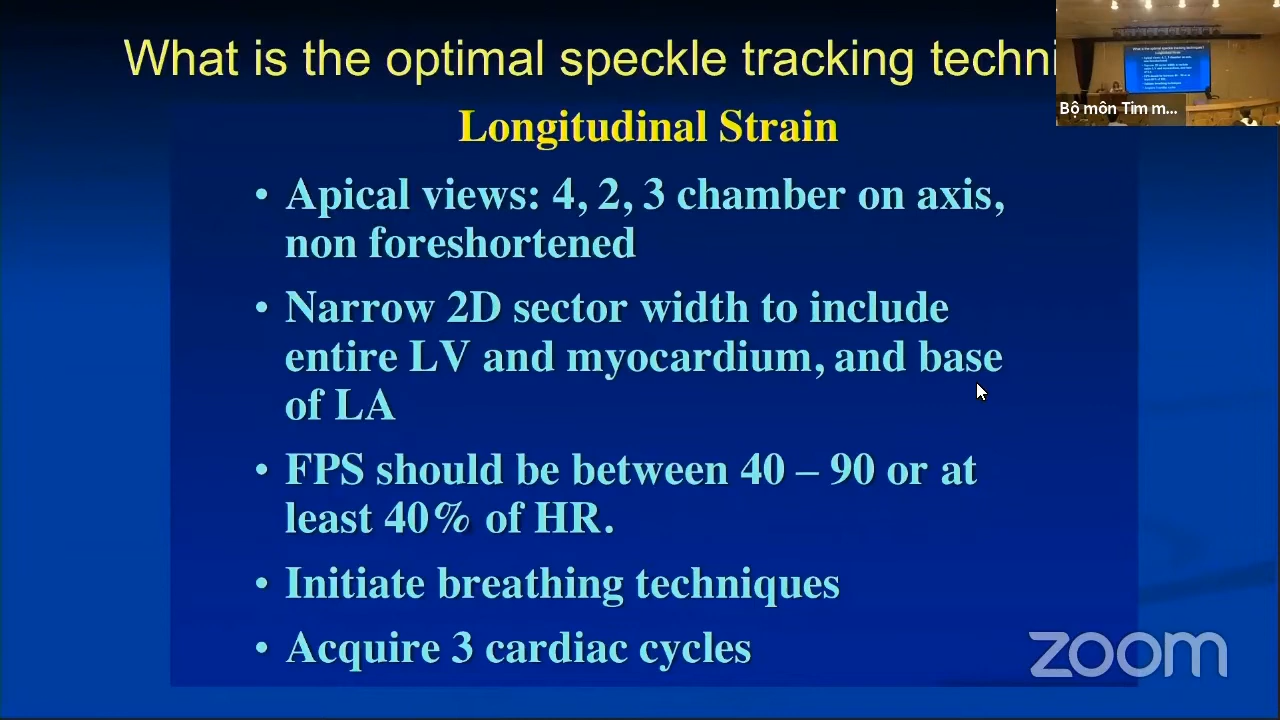 What is the optimal speckle tracking techni
Longitudinal Strain
• Apical views: 4, 2, 3 chamber on axis,
non foreshortened
• Narrow 2D sector width to include
entire LV and myocardium, and base
of LA
• FPS should be between 40 – 90 or at
least 40% of HR.
• Initiate breathing techniques
• Acquire 3 cardiac cycles
Bộ môn Tim m...
zoom